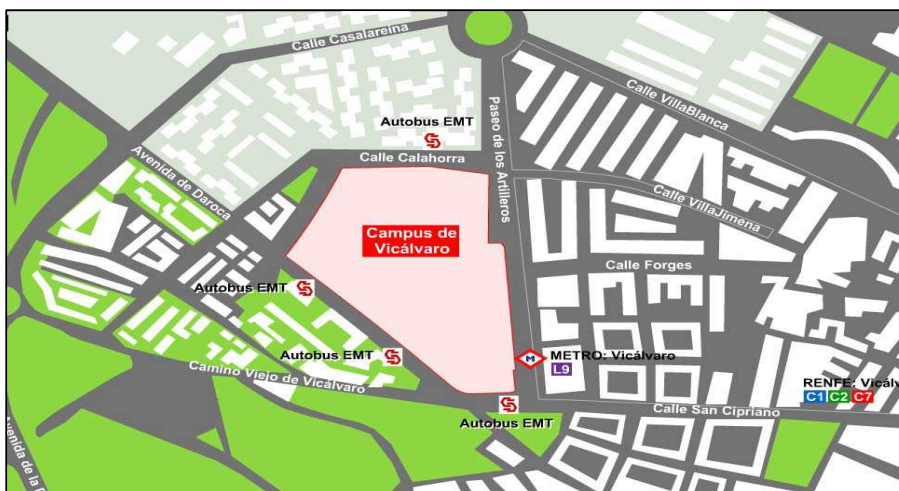 Calle Casalareina
Calle VillaBlanca
Paseo de los Artilleros
Autobus EMT
Calle Calahorra
Avenida de Daroca
Calle VillaJimena
Campus de
Vicálvaro
Calle Forges
Autobus EMT
Autobus EMT
METRO: Vicálvaro
M
L9
Camino Viejo de Vicálvaro
RENFE: Vicálv
C1 C2 C7
Calle San Cipriano
Autobus EMT
Avenida de la